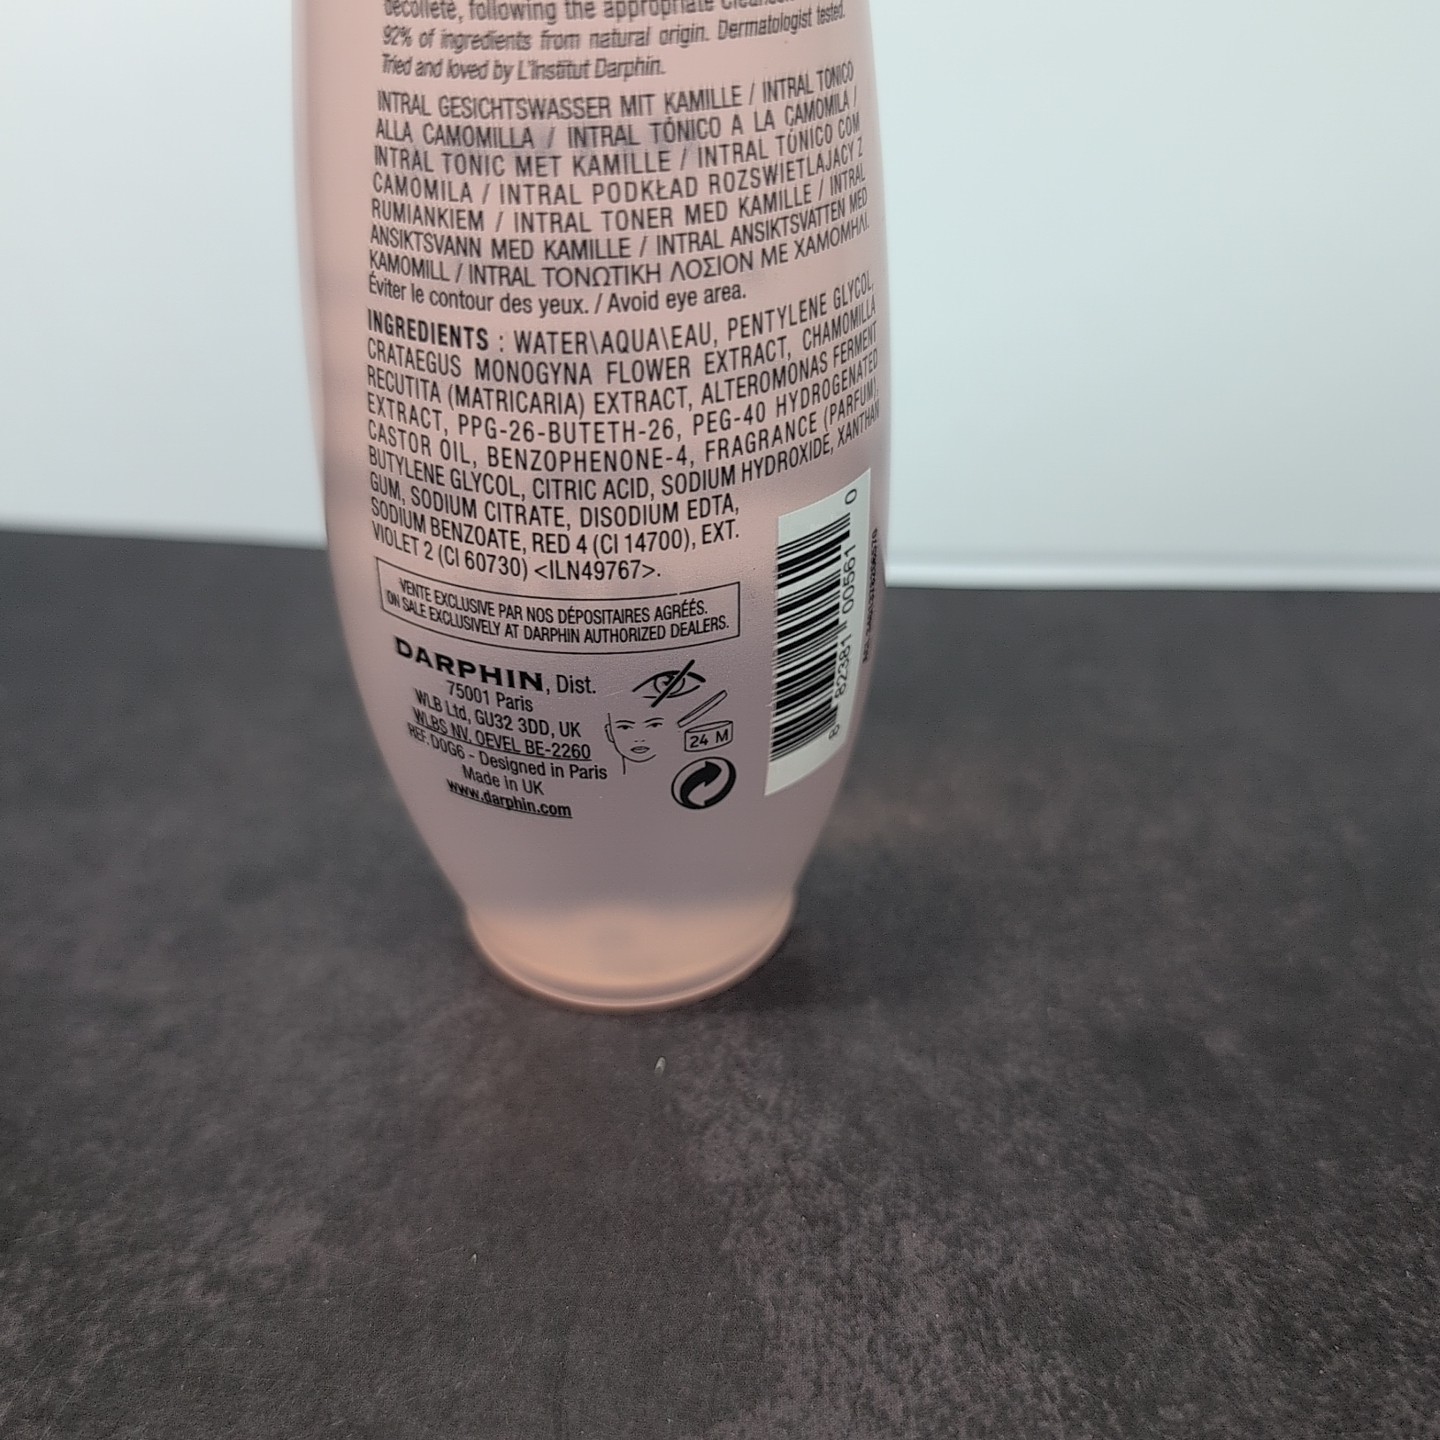 décolleté, following the appropriate
92% of ingredients from natural origin. Dermatologist tested.
Tried and loved by L'Institut Darphin.
INTRAL GESICHTSWASSER MIT KAMILLE / INTRAL TONICO
ALLA CAMOMILLA / INTRAL TÓNICO A LA CAMOMILA /
INTRAL TONIC MET KAMILLE / INTRAL TÓNICO COM
CAMOMILA / INTRAL PODKŁAD ROZSWIETLAJACY Z
RUMIANKIEM / INTRAL TONER MED KAMILLE / INTRAL
ANSIKTSVANN MED KAMILLE / INTRAL ANSIKTSVATTEN MED
KAMOMILL / INTRAL ΤΟΝΩΤΙΚΗ ΛΟΣΙΟΝ ΜΕ ΧΑΜΟΜΗΛΙ.
Éviter le contour des yeux. / Avoid eye area.
INGREDIENTS : WATER\AQUA\EAU, PENTYLENE GLYCOL,
CRATAEGUS MONOGYNA FLOWER EXTRACT, CHAMOMILLA
RECUTITA (MATRICARIA) EXTRACT, ALTEROMONAS FERMENT
EXTRACT, PPG-26-BUTETH-26, PEG-40 HYDROGENATED
CASTOR OIL, BENZOPHENONE-4, FRAGRANCE (PARFUM),
BUTYLENE GLYCOL, CITRIC ACID, SODIUM HYDROXIDE, XANTHAN
GUM, SODIUM CITRATE, DISODIUM EDTA,
SODIUM BENZOATE, RED 4 (CI 14700), EXT.
VIOLET 2 (CI 60730) <ILN49767>.
VENTE EXCLUSIVE PAR NOS DÉPOSITAIRES AGRÉÉS.
ON SALE EXCLUSIVELY AT DARPHIN AUTHORIZED DEALERS.
DARPHIN, Dist.
75001 Paris
WLB Ltd, GU32 3DD, UK
WLBS NV, OEVEL BE-2260
REF. D0G6 - Designed in Paris
Made in UK
www.darphin.com
24 M
8 82381 00561 0